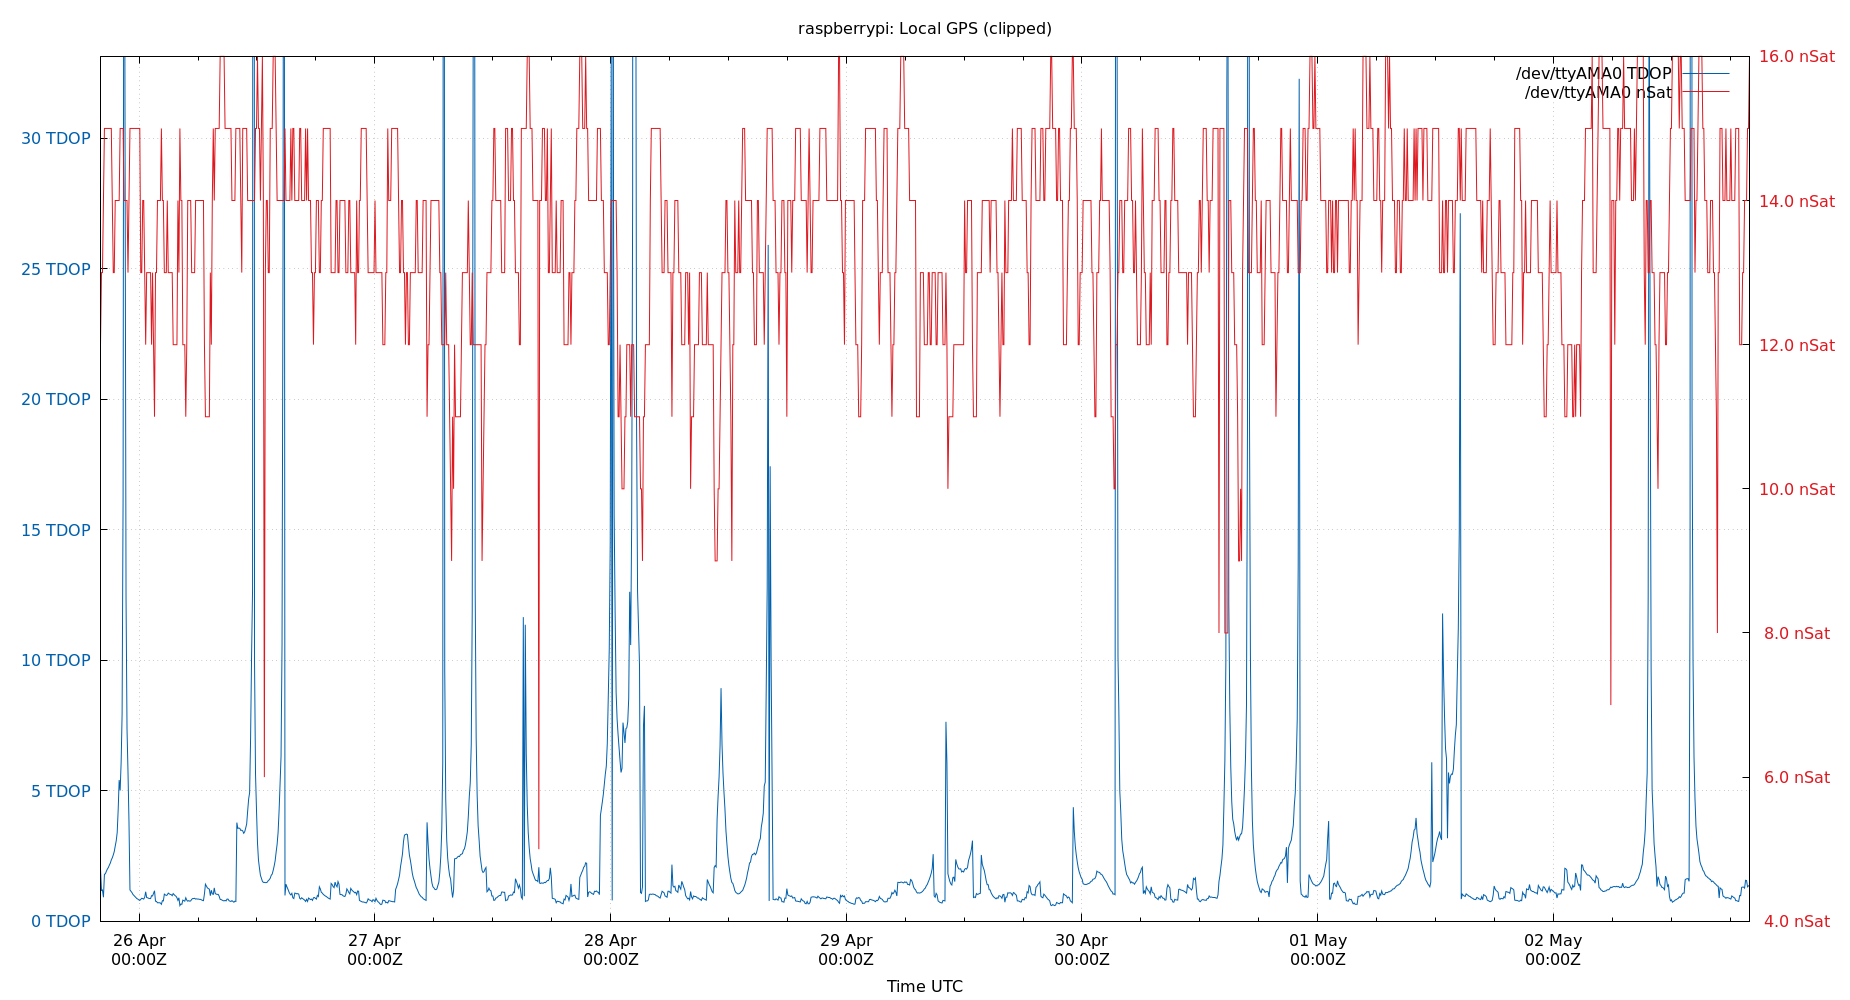 raspberrypi: Local GPS (clipped)
/dev/ttyAMA0 TDOP
/dev/ttyAMA0 nSat
30 TDOP
25 TDOP
20 TDOP
15 TDOP
10 TDOP
5 TDOP
0 TDOP
16.0 nSat
14.0 nSat
12.0 nSat
10.0 nSat
8.0 nSat
6.0 nSat
4.0 nSat
26 Apr
00:00Z
27 Apr
00:00Z
28 Apr
00:00Z
29 Apr
00:00Z
30 Apr
00:00Z
01 May
00:00Z
02 May
00:00Z
Time UTC